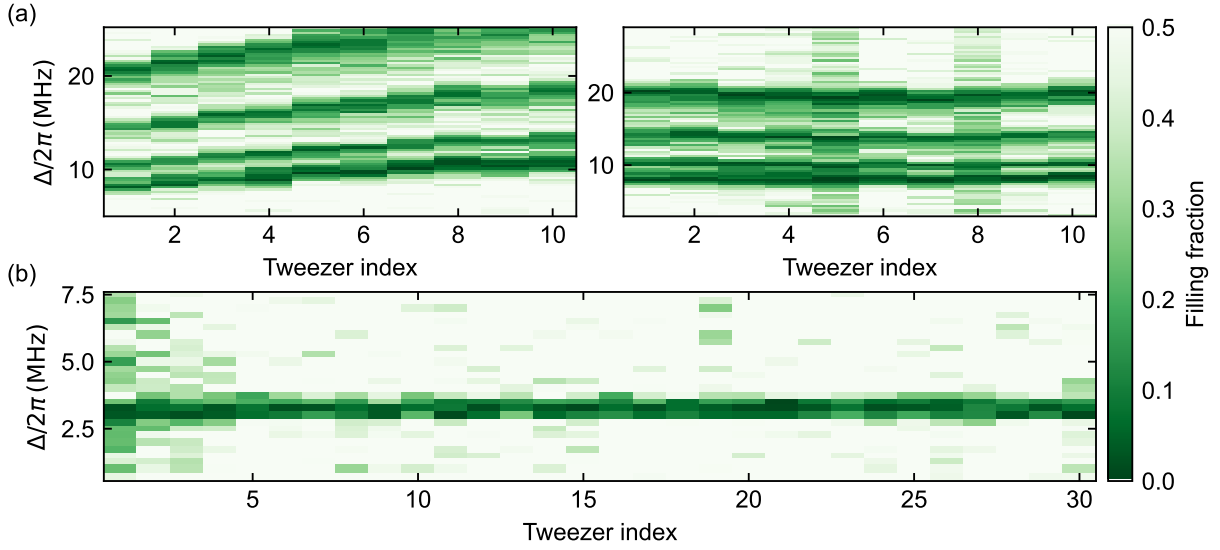 (a)
Δ/2π (MHz)
20
10
2 4 6 8 10
Tweezer index
20
10
2 4 6 8 10
Tweezer index
(b)
Δ/2π (MHz)
7.5
5.0
2.5
5 10 15 20 25 30
Tweezer index
0.5
0.4
0.3
0.2
0.1
0.0
Filling fraction